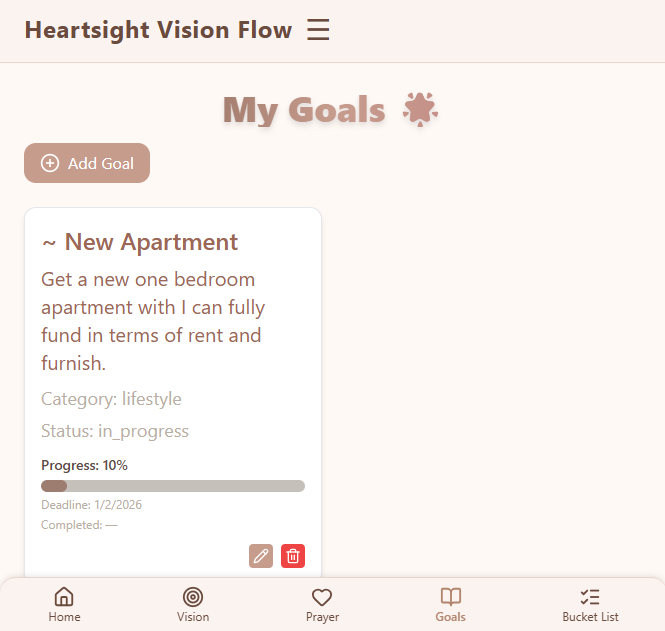 Heartsight Vision Flow
My Goals
Add Goal
~ New Apartment
Get a new one bedroom
apartment with I can fully
fund in terms of rent and
furnish.
Category: lifestyle
Status: in_progress
Progress: 10%
Deadline: 1/2/2026
Completed: —
Home
Vision
Prayer
Goals
Bucket List